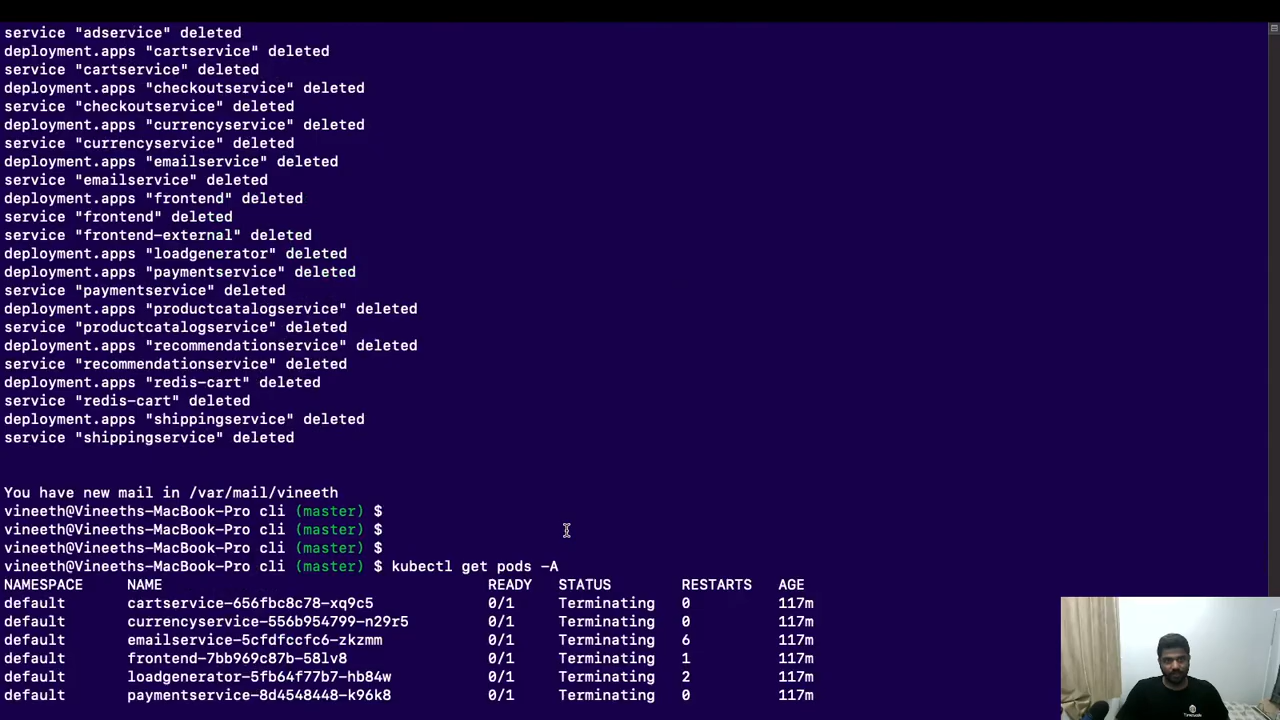 service "adservice" deleted
deployment.apps "cartservice" deleted
service "cartservice" deleted
deployment.apps "checkoutservice" deleted
service "checkoutservice" deleted
deployment.apps "currencyservice" deleted
service "currencyservice" deleted
deployment.apps "emailservice" deleted
service "emailservice" deleted
deployment.apps "frontend" deleted
service "frontend" deleted
service "frontend-external" deleted
deployment.apps "loadgenerator" deleted
deployment.apps "paymentservice" deleted
service "paymentservice" deleted
deployment.apps "productcatalogservice" deleted
service "productcatalogservice" deleted
deployment.apps "recommendationservice" deleted
service "recommendationservice" deleted
deployment.apps "redis-cart" deleted
service "redis-cart" deleted
deployment.apps "shippingservice" deleted
service "shippingservice" deleted
You have new mail in /var/mail/vineeth
vineeth@Vineeths-MacBook-Pro cli (master) $
vineeth@Vineeths-MacBook-Pro cli (master) $
vineeth@Vineeths-MacBook-Pro cli (master) $
vineeth@Vineeths-MacBook-Pro cli (master) $ kubectl get pods -A
NAMESPACE NAME READY STATUS RESTARTS AGE
default cartservice-656fbc8c78-xq9c5 0/1 Terminating 0 117m
default currencyservice-556b954799-n29r5 0/1 Terminating 0 117m
default emailservice-5cfdfccfc6-zkzmm 0/1 Terminating 6 117m
default frontend-7bb969c87b-58lv8 0/1 Terminating 1 117m
default loadgenerator-5fb64f77b7-hb84w 0/1 Terminating 2 117m
default paymentservice-8d4548448-k96k8 0/1 Terminating 0 117m